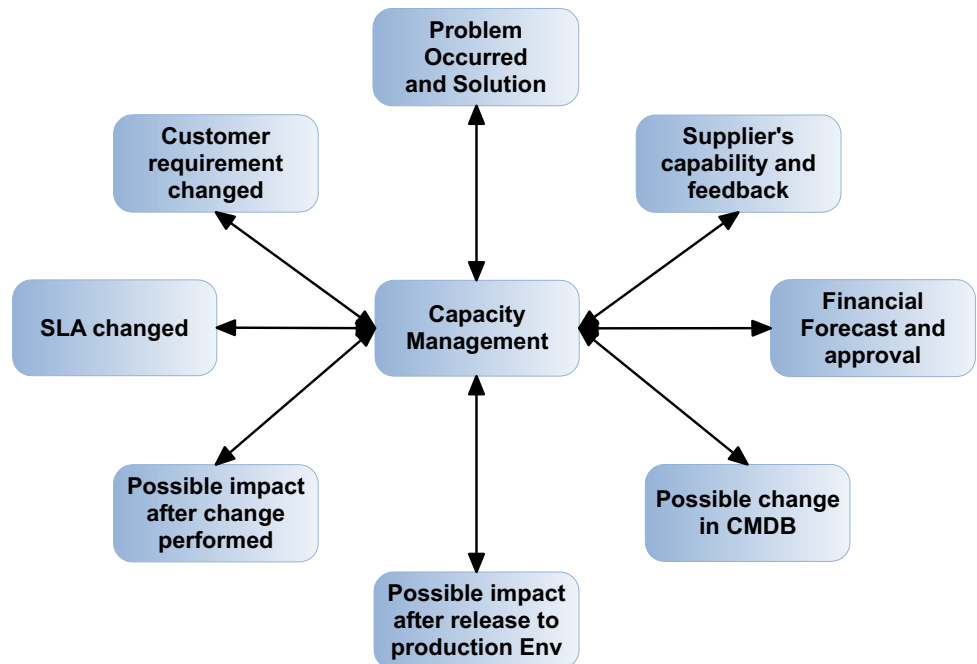 Problem
Occurred
and Solution
Customer
requirement
changed
Supplier's
capability and
feedback
SLA changed
Capacity
Management
Financial
Forecast and
approval
Possible impact
after change
performed
Possible change
in CMDB
Possible impact
after release to
production Env